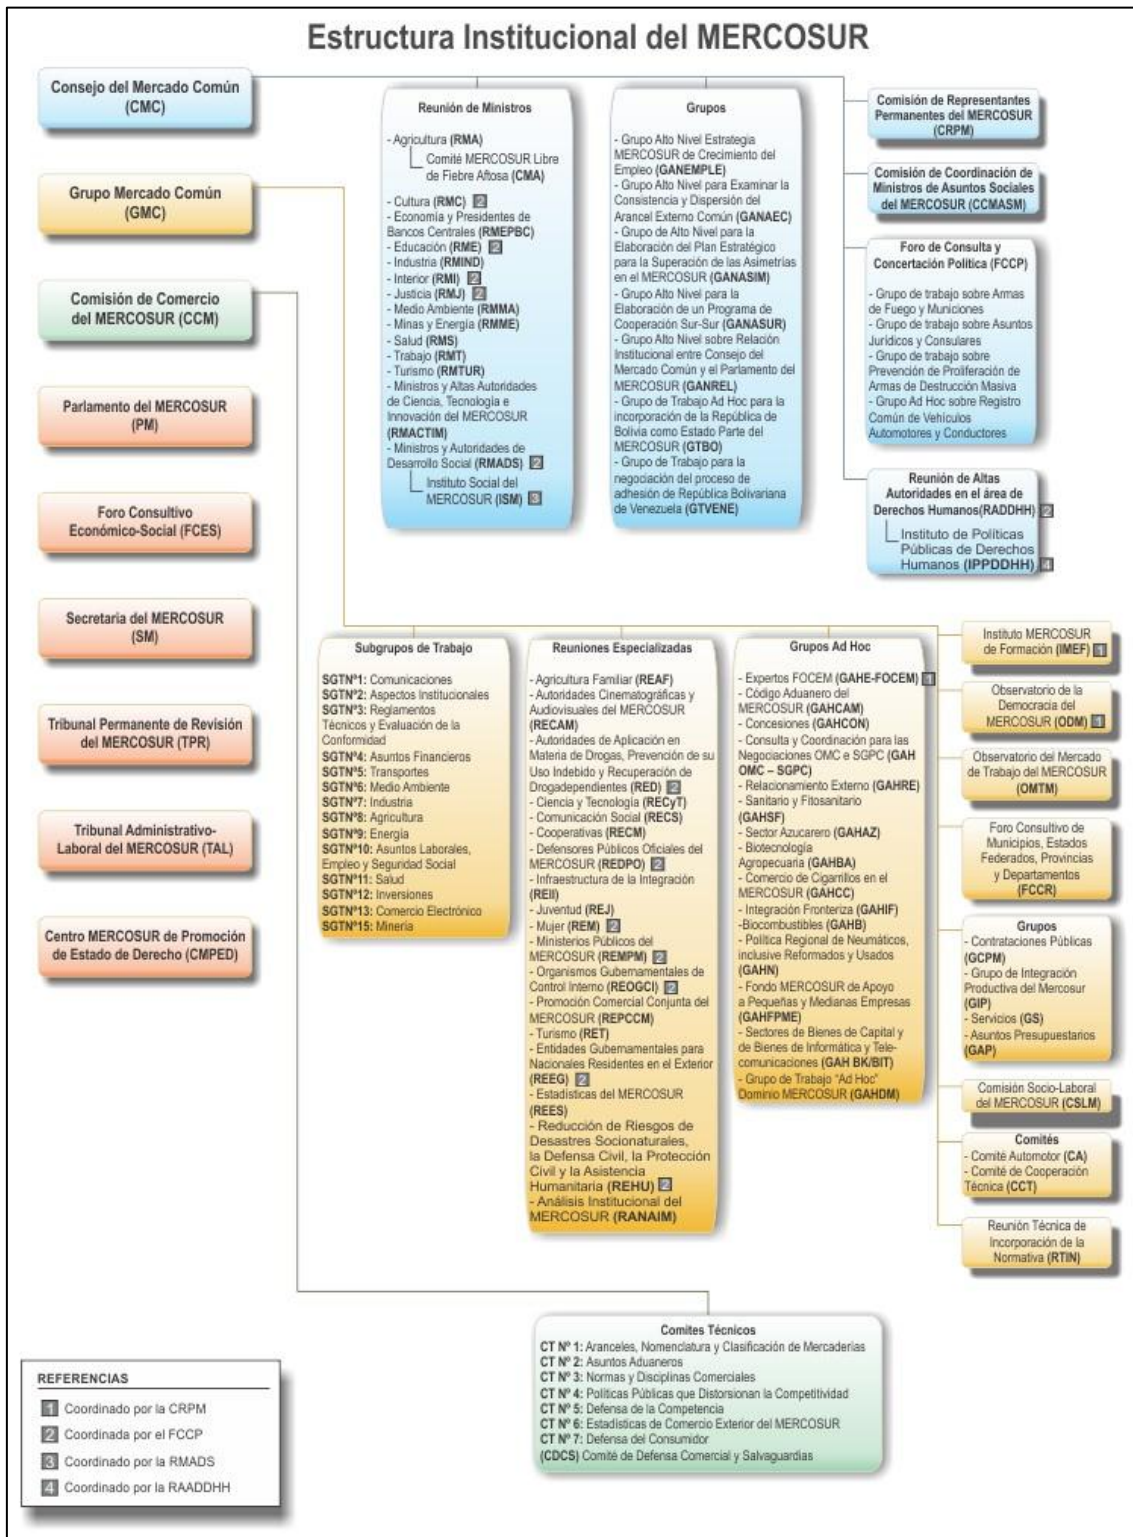 Estructura Institucional del MERCOSUR
Consejo del Mercado Común
(CMC)
Grupo Mercado Común
(GMC)
Comisión de Comercio
del MERCOSUR (CCM)
Parlamento del MERCOSUR
(PM)
Foro Consultivo
Económico-Social (FCES)
Secretaria del MERCOSUR
(SM)
Tribunal Permanente de Revisión
del MERCOSUR (TPR)
Tribunal Administrativo-
Laboral del MERCOSUR (TAL)
Centro MERCOSUR de Promoción
de Estado de Derecho (CMPED)
Reunión de Ministros
- Agricultura (RMA)
Comité MERCOSUR Libre
de Fiebre Aftosa (CMA)
- Cultura (RMC) 2
- Economía y Presidentes de
Bancos Centrales (RMEPBC)
- Educación (RME) 2
- Industria (RMIND)
- Interior (RMI) 2
- Justicia (RMJ) 2
- Medio Ambiente (RMMA)
- Minas y Energía (RMME)
- Salud (RMS)
- Trabajo (RMT)
- Turismo (RMTUR)
- Ministros y Altas Autoridades
de Ciencia, Tecnología e
Innovación del MERCOSUR
(RMACTIM)
- Ministros y Autoridades de
Desarrollo Social (RMADS) 2
Instituto Social del
MERCOSUR (ISM) 3
Grupos
- Grupo Alto Nivel Estrategia
MERCOSUR de Crecimiento del
Empleo (GANEMPLE)
- Grupo Alto Nivel para Examinar la
Consistencia y Dispersión del
Arancel Externo Común (GANAEC)
- Grupo de Alto Nivel para la
Elaboración del Plan Estratégico
para la Superación de las Asimetrías
en el MERCOSUR (GANASIM)
- Grupo Alto Nivel para la
Elaboración de un Programa de
Cooperación Sur-Sur (GANASUR)
- Grupo Alto Nivel sobre Relación
Institucional entre Consejo del
Mercado Común y el Parlamento del
MERCOSUR (GANREL)
- Grupo de Trabajo Ad Hoc para la
incorporación de la República de
Bolivia como Estado Parte del
MERCOSUR (GTBO)
- Grupo de Trabajo para la
negociación del proceso de
adhesión de República Bolivariana
de Venezuela (GTVENE)
Comisión de Representantes
Permanentes del MERCOSUR
(CRPM)
Comisión de Coordinación de
Ministros de Asuntos Sociales
del MERCOSUR (CCMASM)
Foro de Consulta y
Concertación Política (FCCP)
- Grupo de trabajo sobre Armas
de Fuego y Municiones
- Grupo de trabajo sobre Asuntos
Jurídicos y Consulares
- Grupo de trabajo sobre
Prevención de Proliferación de
Armas de Destrucción Masiva
- Grupo Ad Hoc sobre Registro
Común de Vehículos
Automotores y Conductores
Reunión de Altas
Autoridades en el área de
Derechos Humanos(RADDHH) 2
Instituto de Políticas
Públicas de Derechos
Humanos (IPPDDHH) 4
Subgrupos de Trabajo
SGTNº1: Comunicaciones
SGTNº2: Aspectos Institucionales
SGTNº3: Reglamentos
Técnicos y Evaluación de la
Conformidad
SGTNº4: Asuntos Financieros
SGTNº5: Transportes
SGTNº6: Medio Ambiente
SGTNº7: Industria
SGTNº8: Agricultura
SGTNº9: Energía
SGTNº10: Asuntos Laborales,
Empleo y Seguridad Social
SGTNº11: Salud
SGTNº12: Inversiones
SGTNº13: Comercio Electrónico
SGTNº15: Minería
Reuniones Especializadas
- Agricultura Familiar (REAF)
- Autoridades Cinematográficas y
Audiovisuales del MERCOSUR
(RECAM)
- Autoridades de Aplicación en
Materia de Drogas, Prevención de su
Uso Indebido y Recuperación de
Drogadependientes (RED) 2
- Ciencia y Tecnología (RECyT)
- Comunicación Social (RECS)
- Cooperativas (RECM)
- Defensores Públicos Oficiales del
MERCOSUR (REDPO) 2
- Infraestructura de la Integración
(REII)
- Juventud (REJ)
- Mujer (REM) 2
- Ministerios Públicos del
MERCOSUR (REMPM) 2
- Organismos Gubernamentales de
Control Interno (REOGCI) 2
- Promoción Comercial Conjunta del
MERCOSUR (REPCCM)
- Turismo (RET)
- Entidades Gubernamentales para
Nacionales Residentes en el Exterior
(REEG) 2
- Estadísticas del MERCOSUR
(REES)
- Reducción de Riesgos de
Desastres Socionaturales,
la Defensa Civil, la Protección
Civil y la Asistencia
Humanitaria (REHU) 2
- Análisis Institucional del
MERCOSUR (RANAIM)
Grupos Ad Hoc
- Expertos FOCEM (GAHE-FOCEM) 1
- Código Aduanero del
MERCOSUR (GAHCAM)
- Concesiones (GAHCON)
- Consulta y Coordinación para las
Negociaciones OMC e SGPC (GAH
OMC – SGPC)
- Relacionamiento Externo (GAHRE)
- Sanitario y Fitosanitario
(GAHSF)
- Sector Azucarero (GAHAZ)
- Biotecnología
Agropecuaria (GAHBA)
- Comercio de Cigarrillos en el
MERCOSUR (GAHCC)
- Integración Fronteriza (GAHIF)
-Biocombustibles (GAHB)
- Política Regional de Neumáticos,
inclusive Reformados y Usados
(GAHN)
- Fondo MERCOSUR de Apoyo
a Pequeñas y Medianas Empresas
(GAHFPME)
- Sectores de Bienes de Capital y
de Bienes de Informática y Tele-
comunicaciones (GAH BK/BIT)
- Grupo de Trabajo "Ad Hoc"
Dominio MERCOSUR (GAHDM)
Instituto MERCOSUR
de Formación (IMEF) 1
Observatorio de la
Democracia del
MERCOSUR (ODM) 1
Observatorio del Mercado
de Trabajo del MERCOSUR
(OMTM)
Foro Consultivo de
Municipios, Estados
Federados, Provincias
y Departamentos
(FCCR)
Grupos
- Contrataciones Públicas
(GCPM)
- Grupo de Integración
Productiva del Mercosur
(GIP)
- Servicios (GS)
- Asuntos Presupuestarios
(GAP)
Comisión Socio-Laboral
del MERCOSUR (CSLM)
Comités
- Comité Automotor (CA)
- Comité de Cooperación
Técnica (CCT)
Reunión Técnica de
Incorporación de la
Normativa (RTIN)
Comites Técnicos
CT Nº 1: Aranceles, Nomenclatura y Clasificación de Mercaderías
CT Nº 2: Asuntos Aduaneros
CT Nº 3: Normas y Disciplinas Comerciales
CT Nº 4: Políticas Públicas que Distorsionan la Competitividad
CT Nº 5: Defensa de la Competencia
CT Nº 6: Estadísticas de Comercio Exterior del MERCOSUR
CT Nº 7: Defensa del Consumidor
(CDCS) Comité de Defensa Comercial y Salvaguardias
REFERENCIAS
1 Coordinado por la CRPM
2 Coordinada por el FCCP
3 Coordinado por la RMADS
4 Coordinado por la RAADDHH